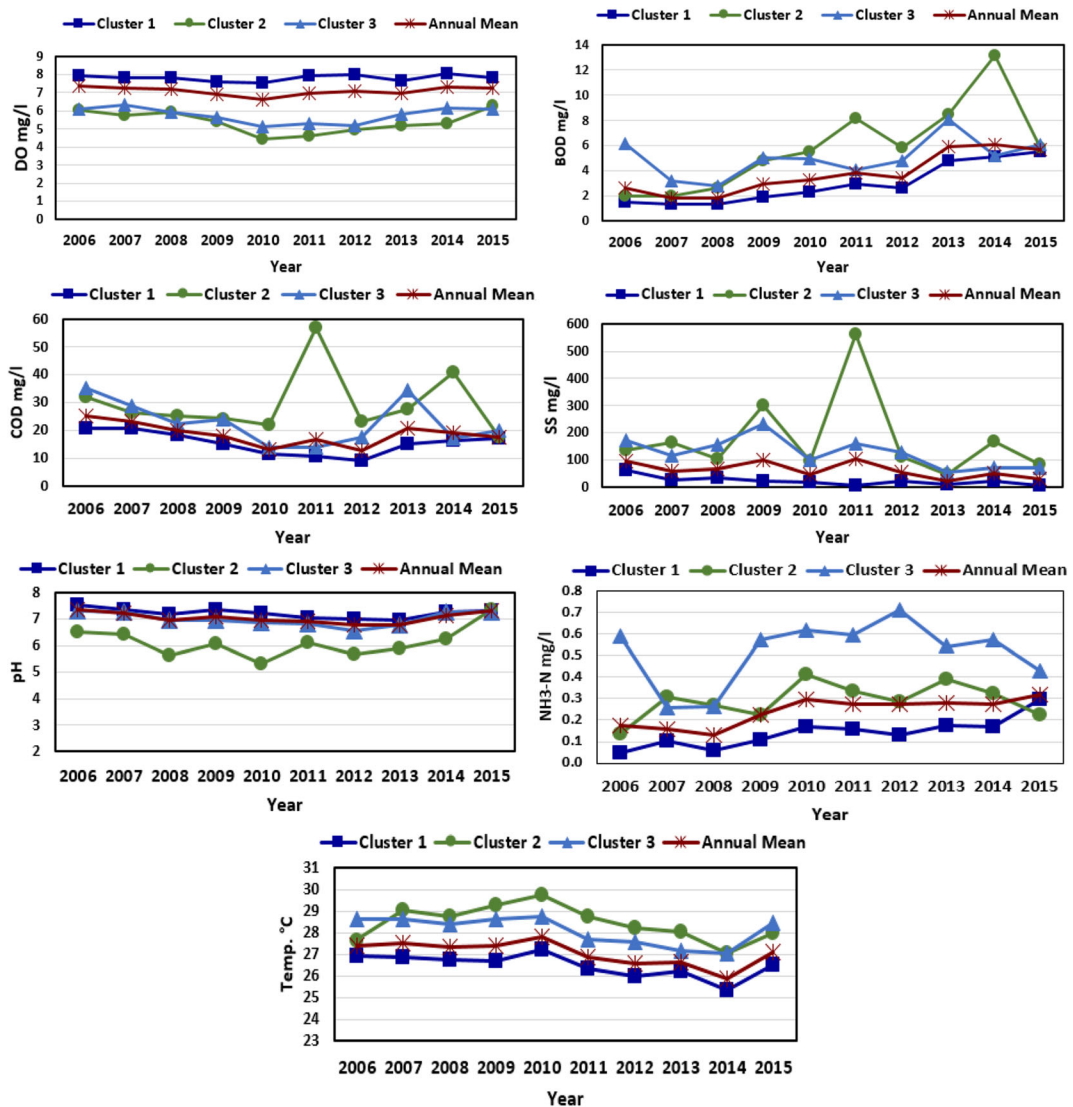 Cluster 1 Cluster 2 Cluster 3 Annual Mean
9
8
7
6
5
4
3
2
1
0
DO mg/l
2006 2007 2008 2009 2010 2011 2012 2013 2014 2015
Year
Cluster 1 Cluster 2 Cluster 3 Annual Mean
14
12
10
8
6
4
2
0
BOD mg/l
2006 2007 2008 2009 2010 2011 2012 2013 2014 2015
Year
Cluster 1 Cluster 2 Cluster 3 Annual Mean
60
50
40
30
20
10
0
COD mg/l
2006 2007 2008 2009 2010 2011 2012 2013 2014 2015
Year
Cluster 1 Cluster 2 Cluster 3 Annual Mean
600
500
400
300
200
100
0
SS mg/l
2006 2007 2008 2009 2010 2011 2012 2013 2014 2015
Year
Cluster 1 Cluster 2 Cluster 3 Annual Mean
8
7
6
5
4
3
2
pH
2006 2007 2008 2009 2010 2011 2012 2013 2014 2015
Year
Cluster 1 Cluster 2 Cluster 3 Annual Mean
0.8
0.7
0.6
0.5
0.4
0.3
0.2
0.1
0.0
NH3-N mg/l
2006 2007 2008 2009 2010 2011 2012 2013 2014 2015
Year
Cluster 1 Cluster 2 Cluster 3 Annual Mean
31
30
29
28
27
26
25
24
23
Temp. °C
2006 2007 2008 2009 2010 2011 2012 2013 2014 2015
Year